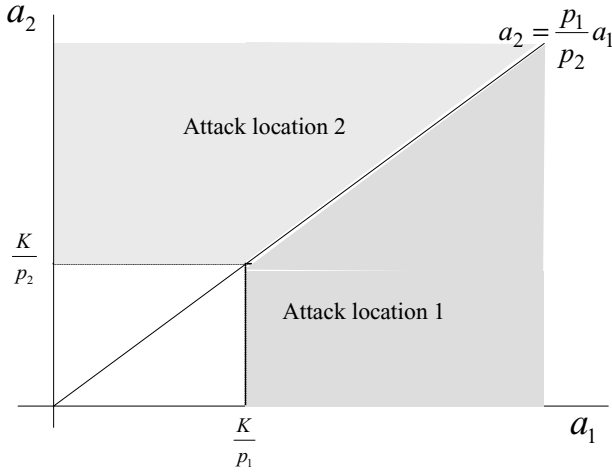 a₂
a₂ = p₁/p₂ a₁
Attack location 2
K/p₂
Attack location 1
K/p₁
a₁